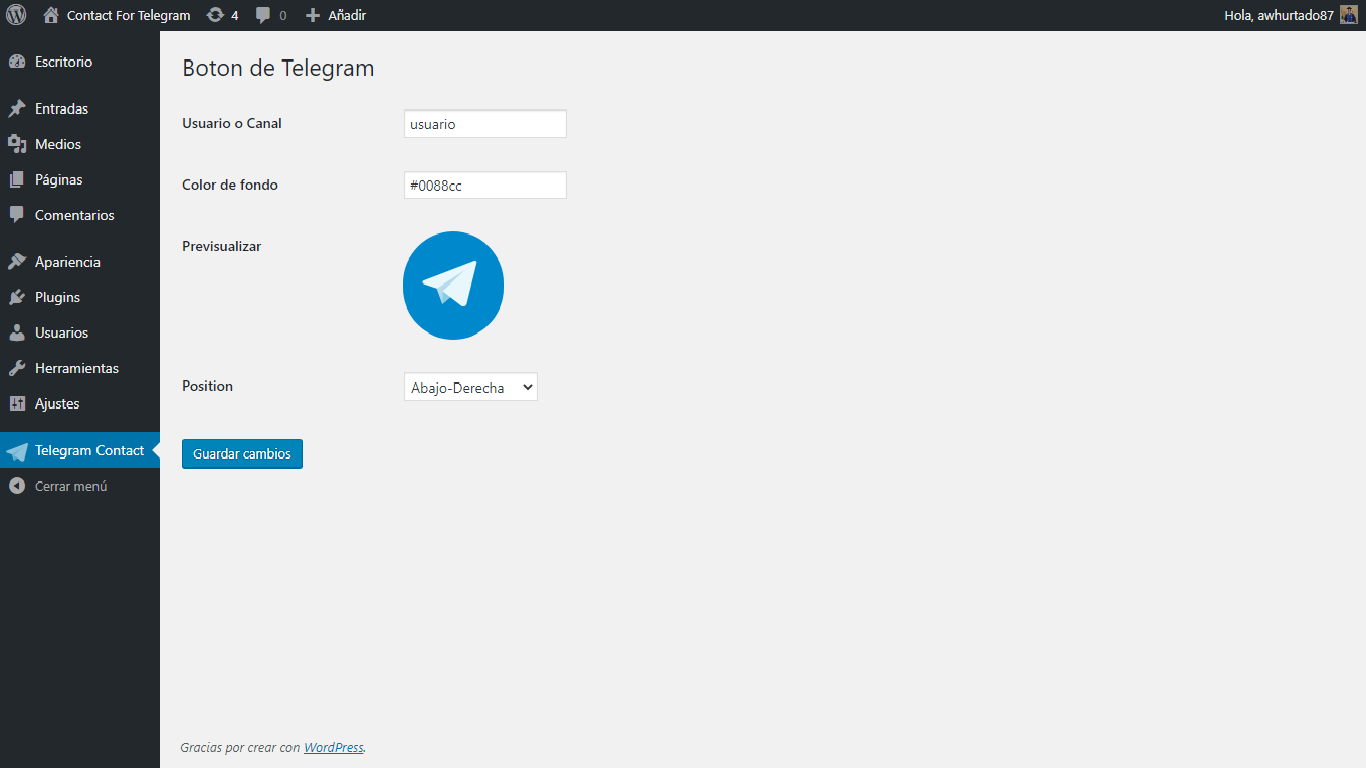 Contact For Telegram 4 0 Añadir Hola, awhurtado87
Escritorio
Entradas
Medios
Páginas
Comentarios
Apariencia
Plugins
Usuarios
Herramientas
Ajustes
Telegram Contact
Cerrar menú
Boton de Telegram
Usuario o Canal usuario
Color de fondo #0088cc
Previsualizar
Position Abajo-Derecha
Guardar cambios
Gracias por crear con WordPress.